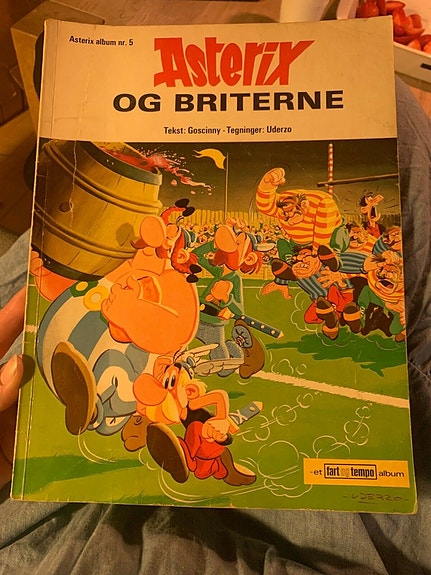 Asterix album nr. 5
Asterix
OG BRITERNE
Tekst: Goscinny - Tegninger: Uderzo
-et fart og tempo album
-UDERZO-